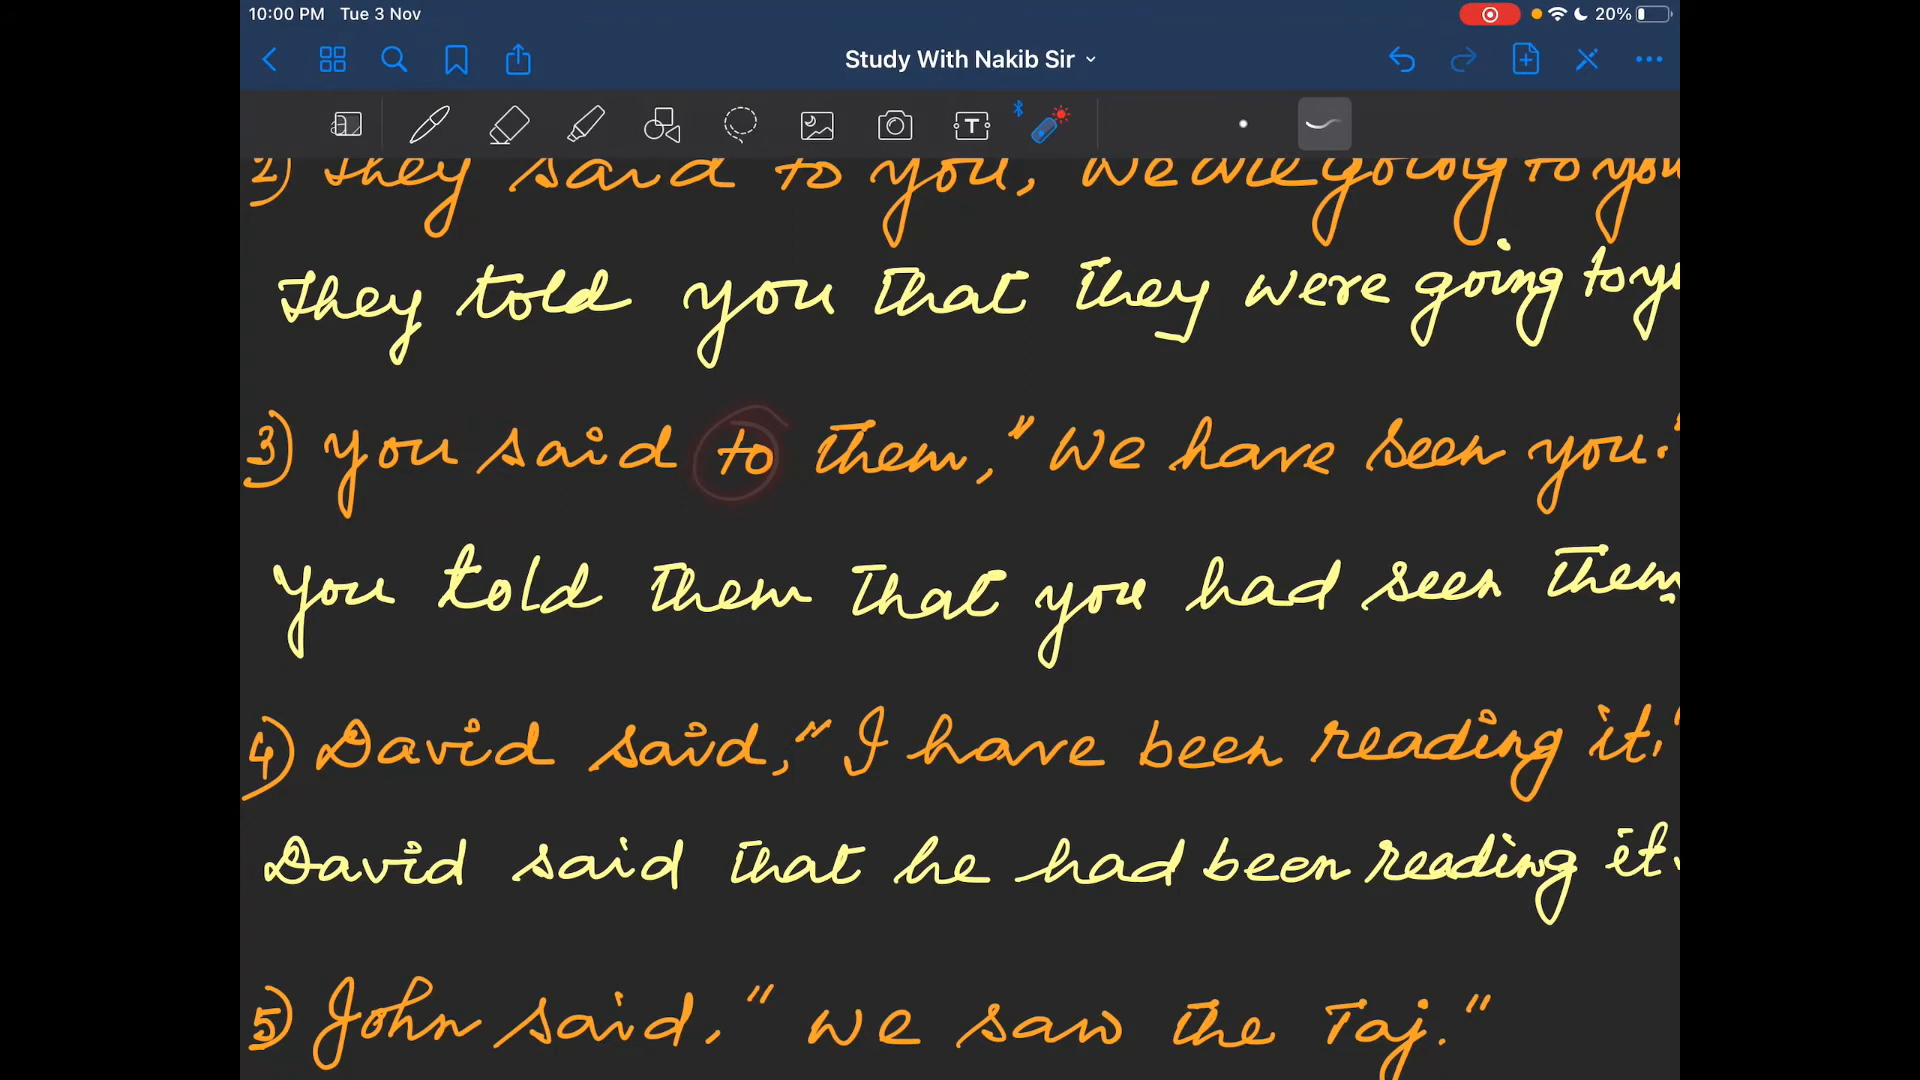 10:00 PM Tue 3 Nov 20%
Study With Nakib Sir
T
2) They said to you, We are going to you
They told you that they were going to yo
3) you said to them, "We have seen you."
you told them that you had seen them
4) David said, "I have been reading it."
David said that he had been reading it.
5) John said, "We saw the Taj."